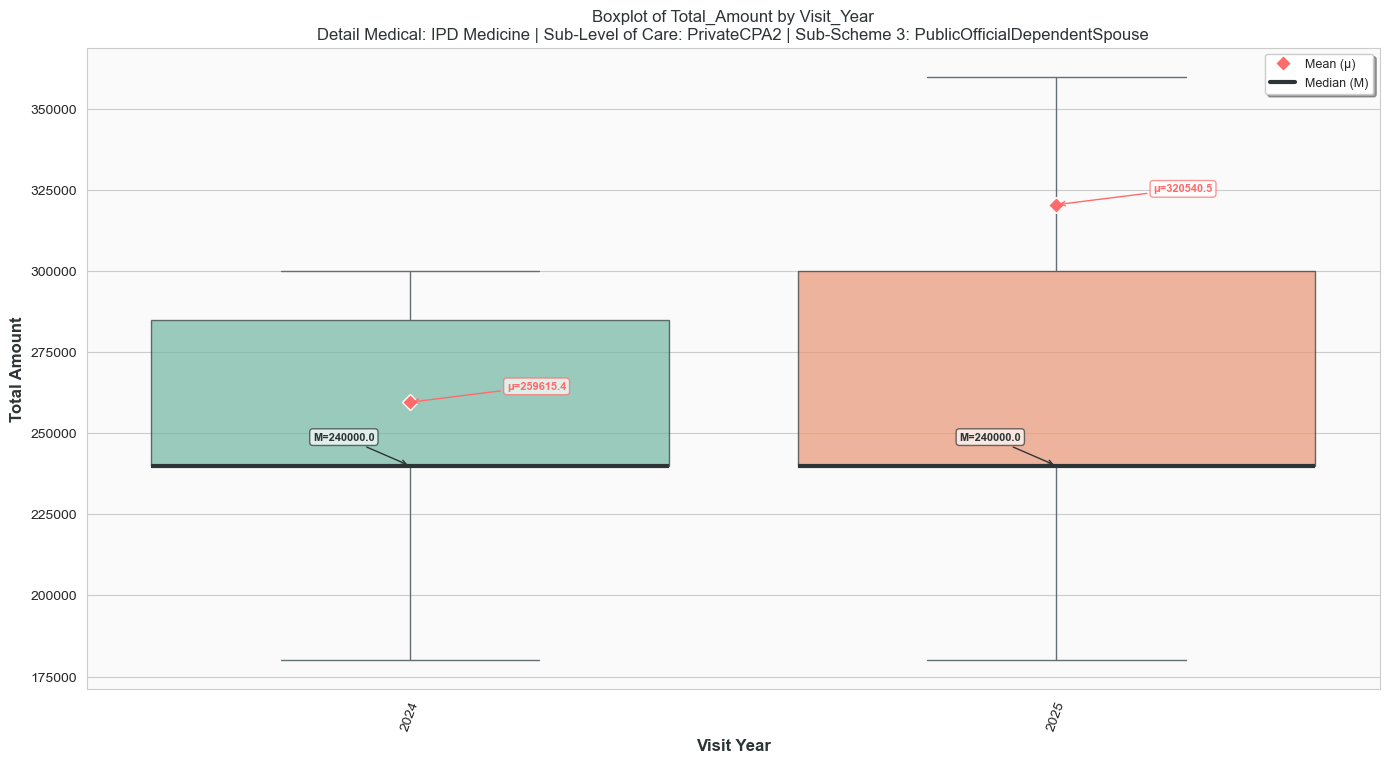 Boxplot of Total_Amount by Visit_Year
Detail Medical: IPD Medicine | Sub-Level of Care: PrivateCPA2 | Sub-Scheme 3: PublicOfficialDependentSpouse
Mean (μ)
Median (M)
350000
325000
300000
275000
250000
225000
200000
175000
Total Amount
μ=259615.4
M=240000.0
μ=320540.5
M=240000.0
2024
2025
Visit Year